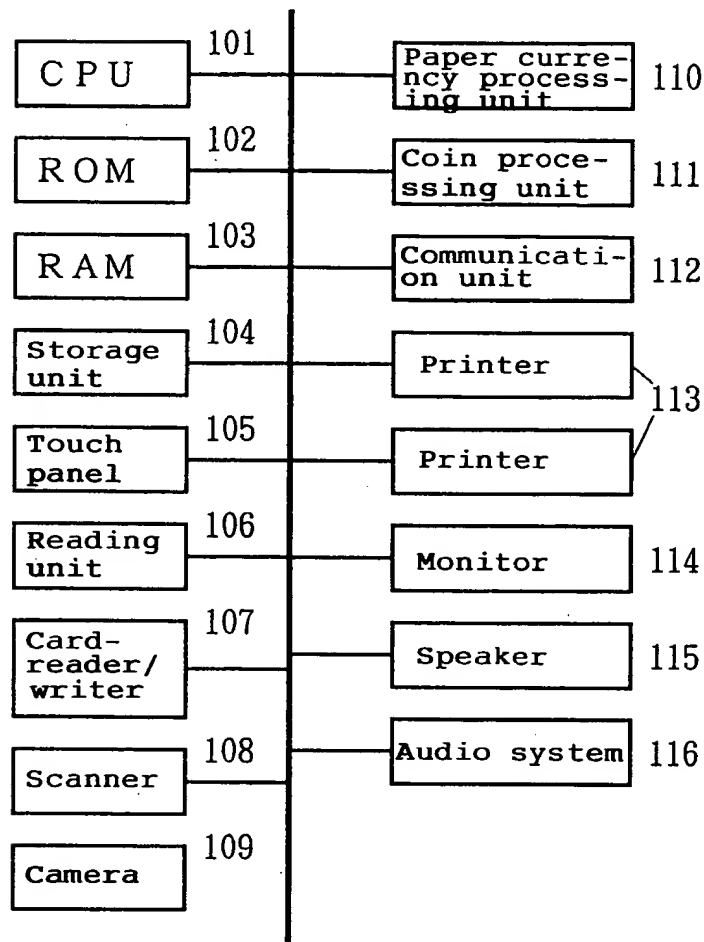 101
CPU
102
ROM
103
RAM
104
Storage
unit
105
Touch
panel
106
Reading
unit
107
Card-
reader/
writer
108
Scanner
109
Camera
Paper curre-
ncy process-
ing unit
110
Coin proce-
ssing unit
111
Communicati-
on unit
112
Printer
113
Printer
Monitor
114
Speaker
115
Audio system
116